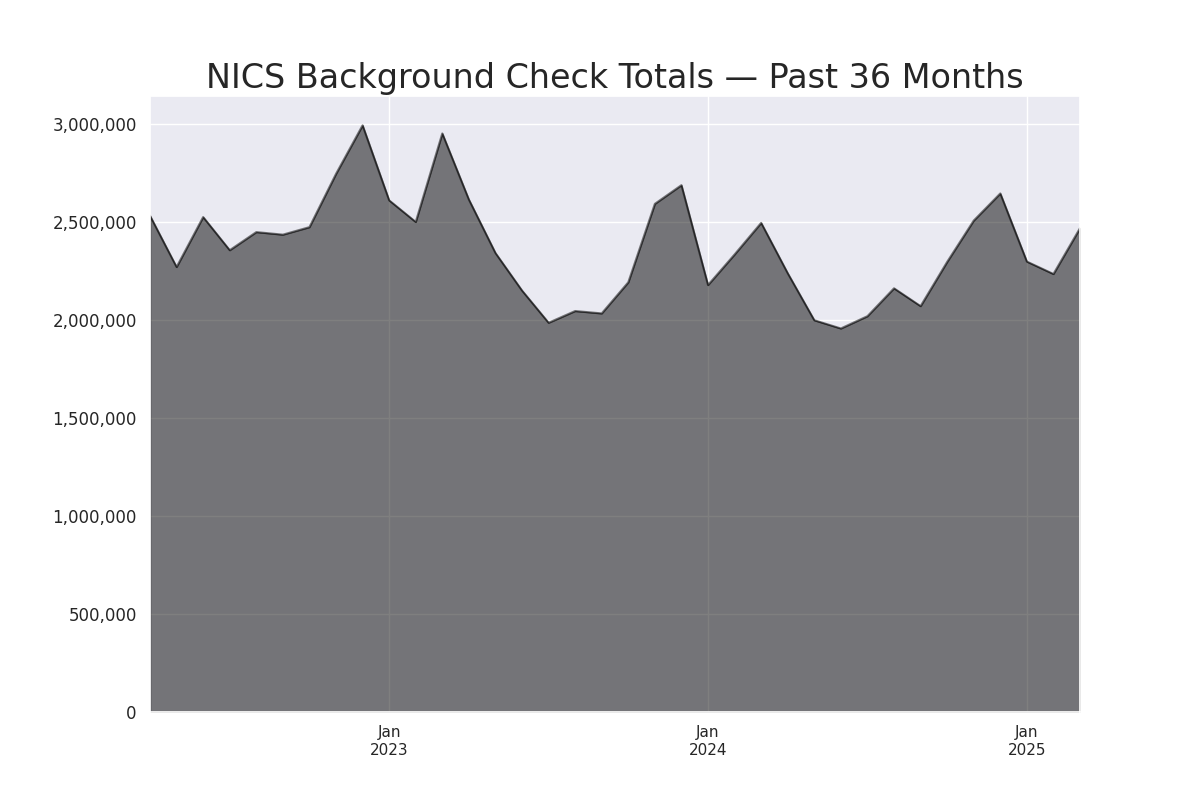 NICS Background Check Totals — Past 36 Months
3,000,000
2,500,000
2,000,000
1,500,000
1,000,000
500,000
0
Jan
2023
Jan
2024
Jan
2025